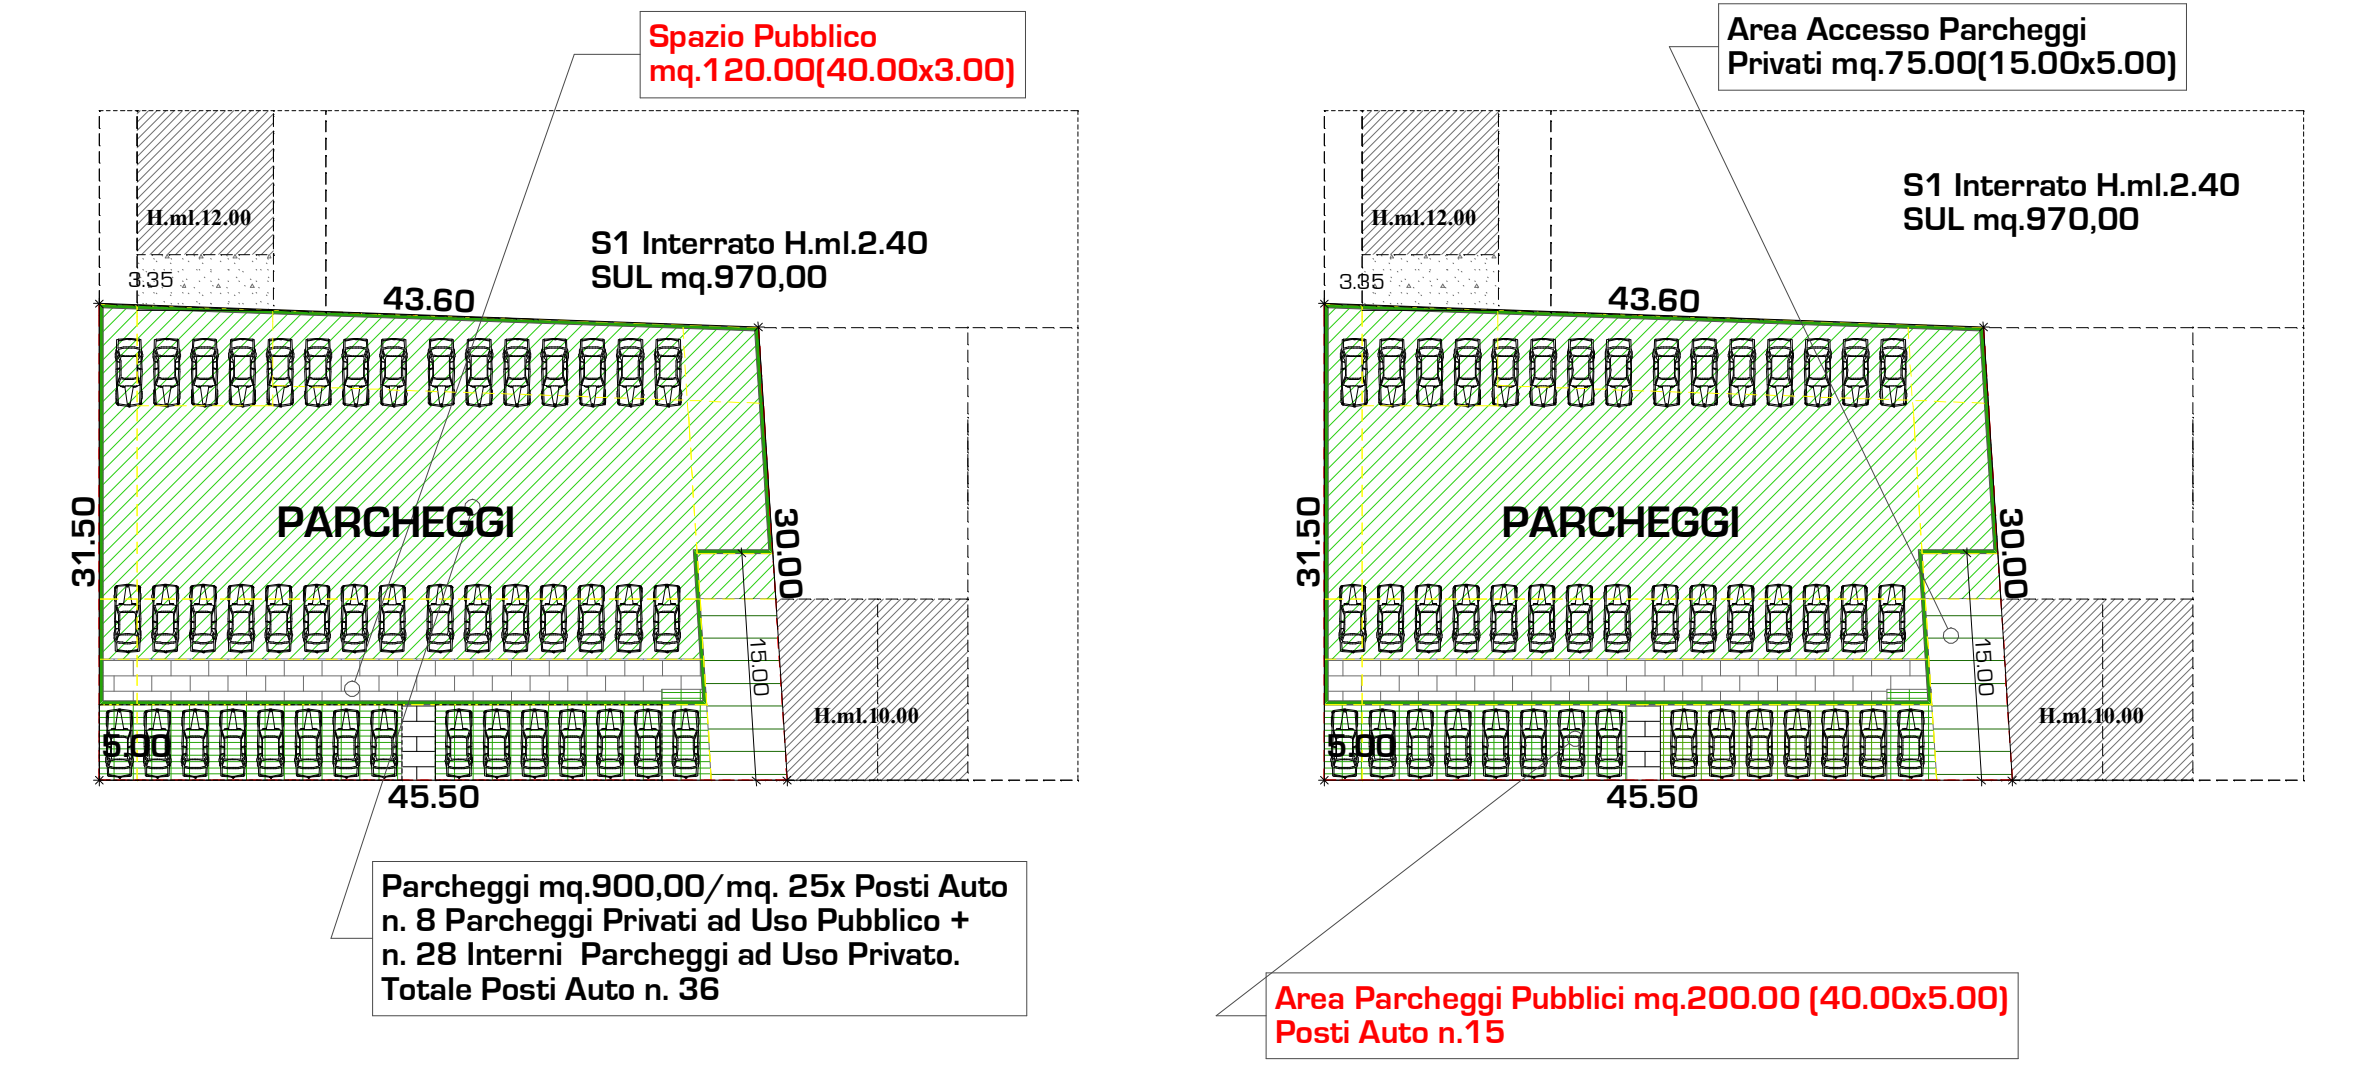 Spazio Pubblico
mq.120.00(40.00x3.00)
H.ml.12.00
S1 Interrato H.ml.2.40
SUL mq.970,00
3.35
43.60
31.50
PARCHEGGI
30.00
15.00
5.00
H.ml.10.00
45.50
Parcheggi mq.900,00/mq. 25x Posti Auto
n. 8 Parcheggi Privati ad Uso Pubblico +
n. 28 Interni Parcheggi ad Uso Privato.
Totale Posti Auto n. 36
Area Accesso Parcheggi
Privati mq.75.00(15.00x5.00)
H.ml.12.00
S1 Interrato H.ml.2.40
SUL mq.970,00
3.35
43.60
31.50
PARCHEGGI
30.00
15.00
5.00
H.ml.10.00
45.50
Area Parcheggi Pubblici mq.200.00 (40.00x5.00)
Posti Auto n.15